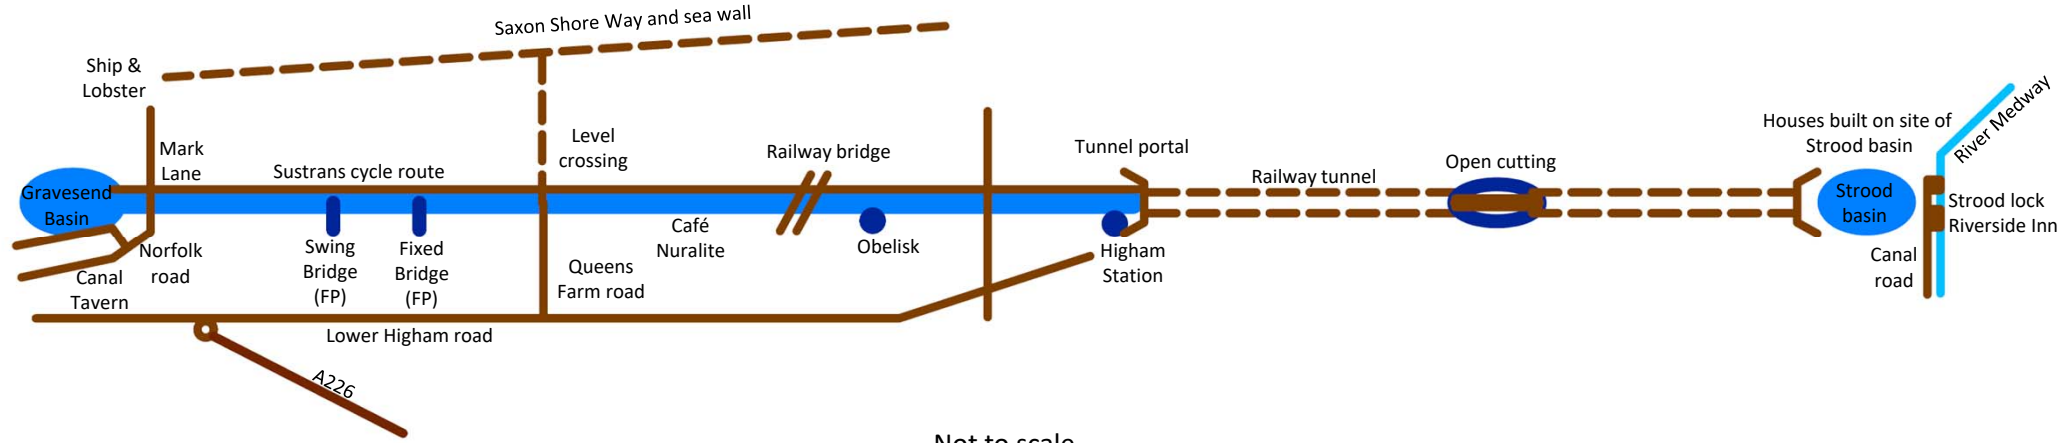 Saxon Shore Way and sea wall
Ship &
Lobster
Mark
Lane
Gravesend
Basin
Canal
Tavern
Norfolk
road
Sustrans cycle route
Swing
Bridge
(FP)
Fixed
Bridge
(FP)
Level
crossing
Queens
Farm road
Lower Higham road
A226
Café
Nuralite
Railway bridge
Obelisk
Tunnel portal
Higham
Station
Railway tunnel
Open cutting
Houses built on site of
Strood basin
Strood
basin
River Medway
Strood lock
Riverside Inn
Canal
road
Not to scale